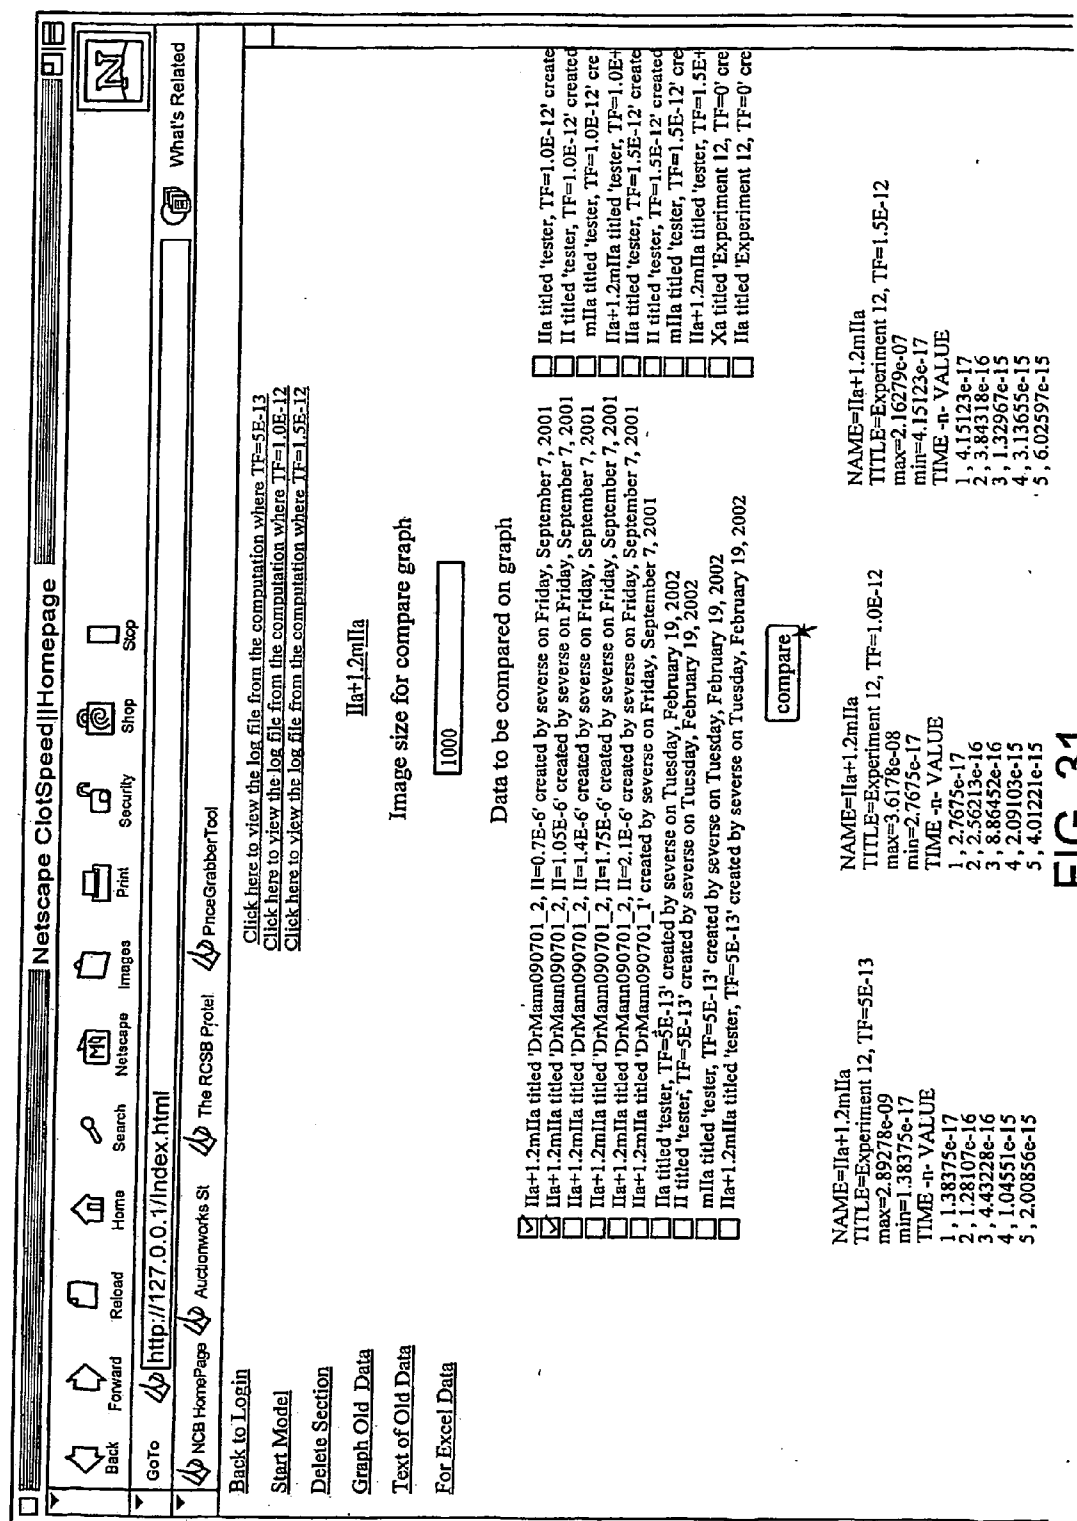 Netscape ClotSpeed||Homepage
N
Back
Forward
Reload
Home
Search
Netscape
Images
Print
Security
Shop
Stop
GoTo
http://127.0.0.1/Index.html
What's Related
NCB HomePage
Auctionworks St
The RCSB Protei
PriceGrabberTool
Back to Login
Start Model
Delete Section
Graph Old Data
Text of Old Data
For Excel Data
Click here to view the log file from the computation where TF=5E-13
Click here to view the log file from the computation where TF=1.0E-12
Click here to view the log file from the computation where TF=1.5E-12
IIa+1.2mIIa
Image size for compare graph
1000
Data to be compared on graph
IIa+1.2mIIa titled 'DrMann090701_2, II=0.7E-6' created by severse on Friday, September 7, 2001
IIa+1.2mIIa titled 'DrMann090701_2, II=1.05E-6' created by severse on Friday, September 7, 2001
IIa+1.2mIIa titled 'DrMann090701_2, II=1.4E-6' created by severse on Friday, September 7, 2001
IIa+1.2mIIa titled 'DrMann090701_2, II=1.75E-6' created by severse on Friday, September 7, 2001
IIa+1.2mIIa titled 'DrMann090701_2, II=2.1E-6' created by severse on Friday, September 7, 2001
IIa+1.2mIIa titled 'DrMann090701_1' created by severse on Friday, September 7, 2001
IIa titled 'tester, TF=5E-13' created by severse on Tuesday, February 19, 2002
II titled 'tester, TF=5E-13' created by severse on Tuesday, February 19, 2002
mIIa titled 'tester, TF=5E-13' created by severse on Tuesday, February 19, 2002
IIa+1.2mIIa titled 'tester, TF=5E-13' created by severse on Tuesday, February 19, 2002
IIa titled 'tester, TF=1.0E-12' create
II titled 'tester, TF=1.0E-12' created
mIIa titled 'tester, TF=1.0E-12' cre
IIa+1.2mIIa titled 'tester, TF=1.0E+
IIa titled 'tester, TF=1.5E-12' create
II titled 'tester, TF=1.5E-12' created
mIIa titled 'tester, TF=1.5E-12' cre
IIa+1.2mIIa titled 'tester, TF=1.5E+
Xa titled 'Experiment 12, TF=0' cre
IIa titled 'Experiment 12, TF=0' cre
compare
NAME=IIa+1.2mIIa
TITLE=Experiment 12, TF=5E-13
max=2.89278e-09
min=1.38375e-17
TIME -n- VALUE
1 , 1.38375e-17
2 , 1.28107e-16
3 , 4.43228e-16
4 , 1.04551e-15
5 , 2.00856e-15
NAME=IIa+1.2mIIa
TITLE=Experiment 12, TF=1.0E-12
max=3.6178e-08
min=2.7675e-17
TIME -n- VALUE
1 , 2.7675e-17
2 , 2.56213e-16
3 , 8.86452e-16
4 , 2.09103e-15
5 , 4.01221e-15
NAME=IIa+1.2mIIa
TITLE=Experiment 12, TF=1.5E-12
max=2.16279e-07
min=4.15123e-17
TIME -n- VALUE
1 , 4.15123e-17
2 , 3.84318e-16
3 , 1.32967e-15
4 , 3.13655e-15
5 , 6.02597e-15
FIG. 31